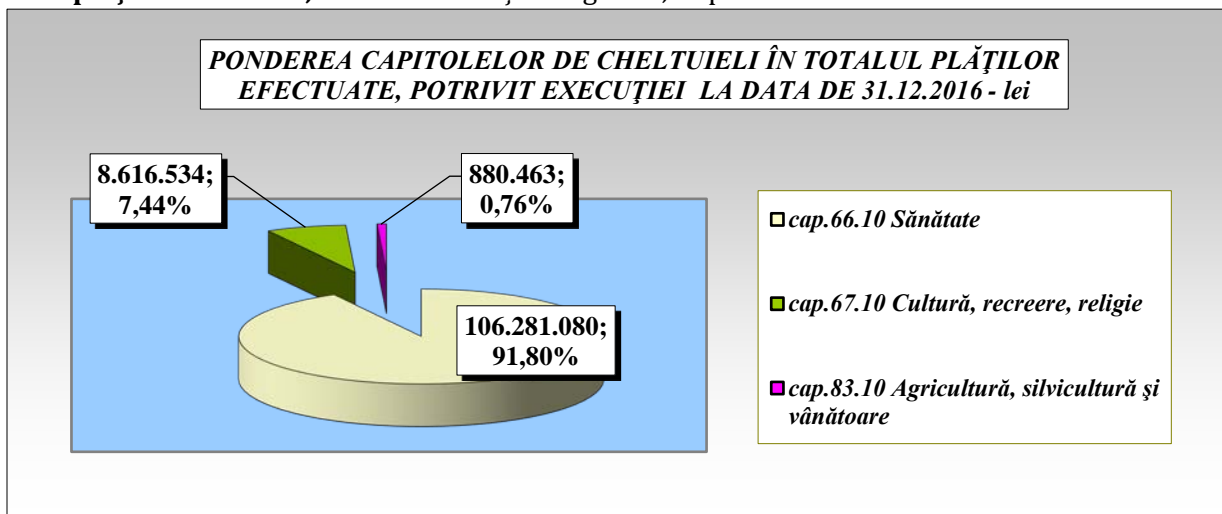 PONDEREA CAPITOLELOR DE CHELTUIELI ÎN TOTALUL PLĂŢILOR
EFECTUATE, POTRIVIT EXECUŢIEI LA DATA DE 31.12.2016 - lei
8.616.534;
7,44%
880.463;
0,76%
106.281.080;
91,80%
cap.66.10 Sănătate
cap.67.10 Cultură, recreere, religie
cap.83.10 Agricultură, silvicultură şi
vânătoare